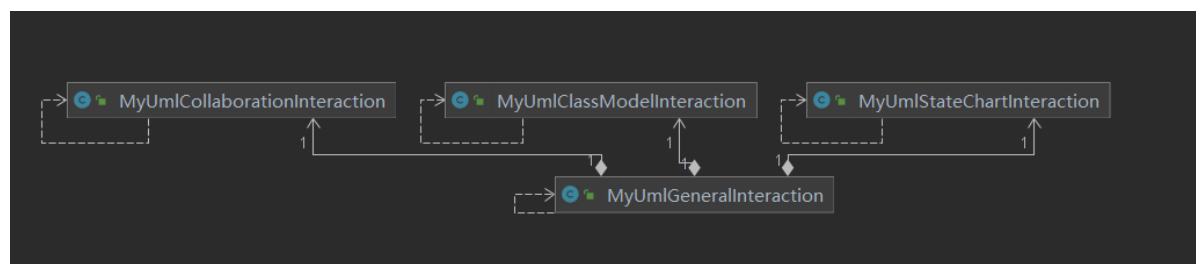 MyUmlCollaborationInteraction
MyUmlClassModelInteraction
MyUmlStateChartInteraction
1
1
1
1
1
1
MyUmlGeneralInteraction